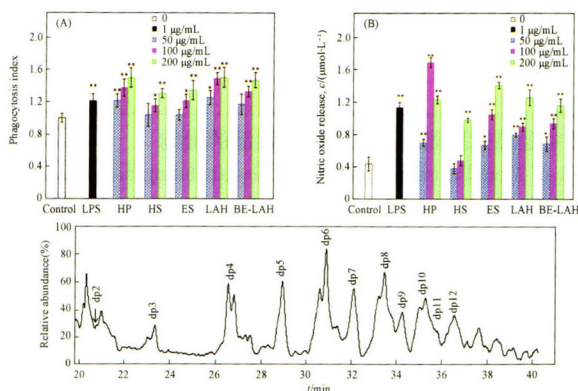 (A)
0
1 μg/mL
50 μg/mL
100 μg/mL
200 μg/mL
Phagocytosis index
2.0
1.6
1.2
0.8
0.4
Control LPS HP HS ES LAH BE-LAH
(B)
0
1 μg/mL
50 μg/mL
100 μg/mL
200 μg/mL
Nitric oxide release, c/(μmol·L⁻¹)
2.0
1.6
1.2
0.8
0.4
0
Control LPS HP HS ES LAH BE-LAH
Relative abundance(%)
100
80
60
40
20
0
dp2
dp3
dp4
dp5
dp6
dp7
dp8
dp9
dp10
dp11
dp12
20 22 24 26 28 30 32 34 36 38 40
t/min